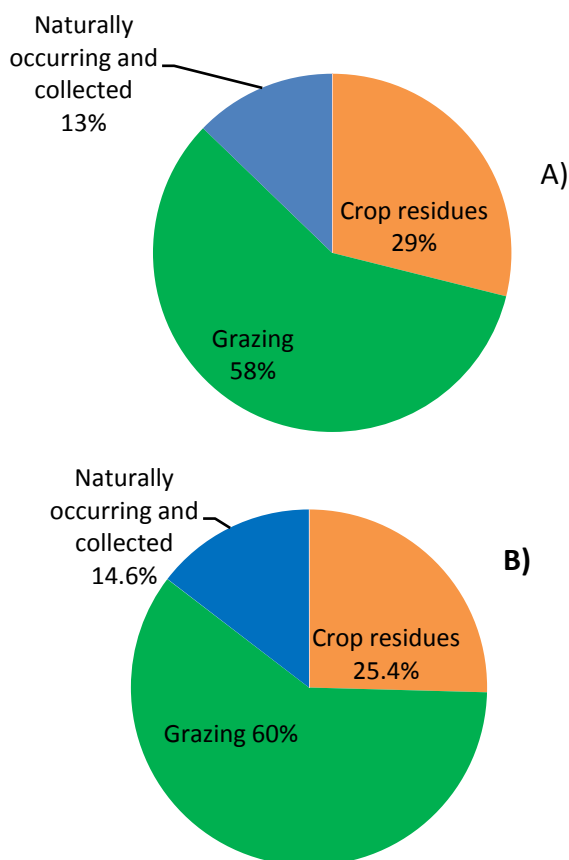 Naturally
occurring and
collected
13%
A)
Crop residues
29%
Grazing
58%
Naturally
occurring and
collected
14.6%
B)
Crop residues
25.4%
Grazing 60%